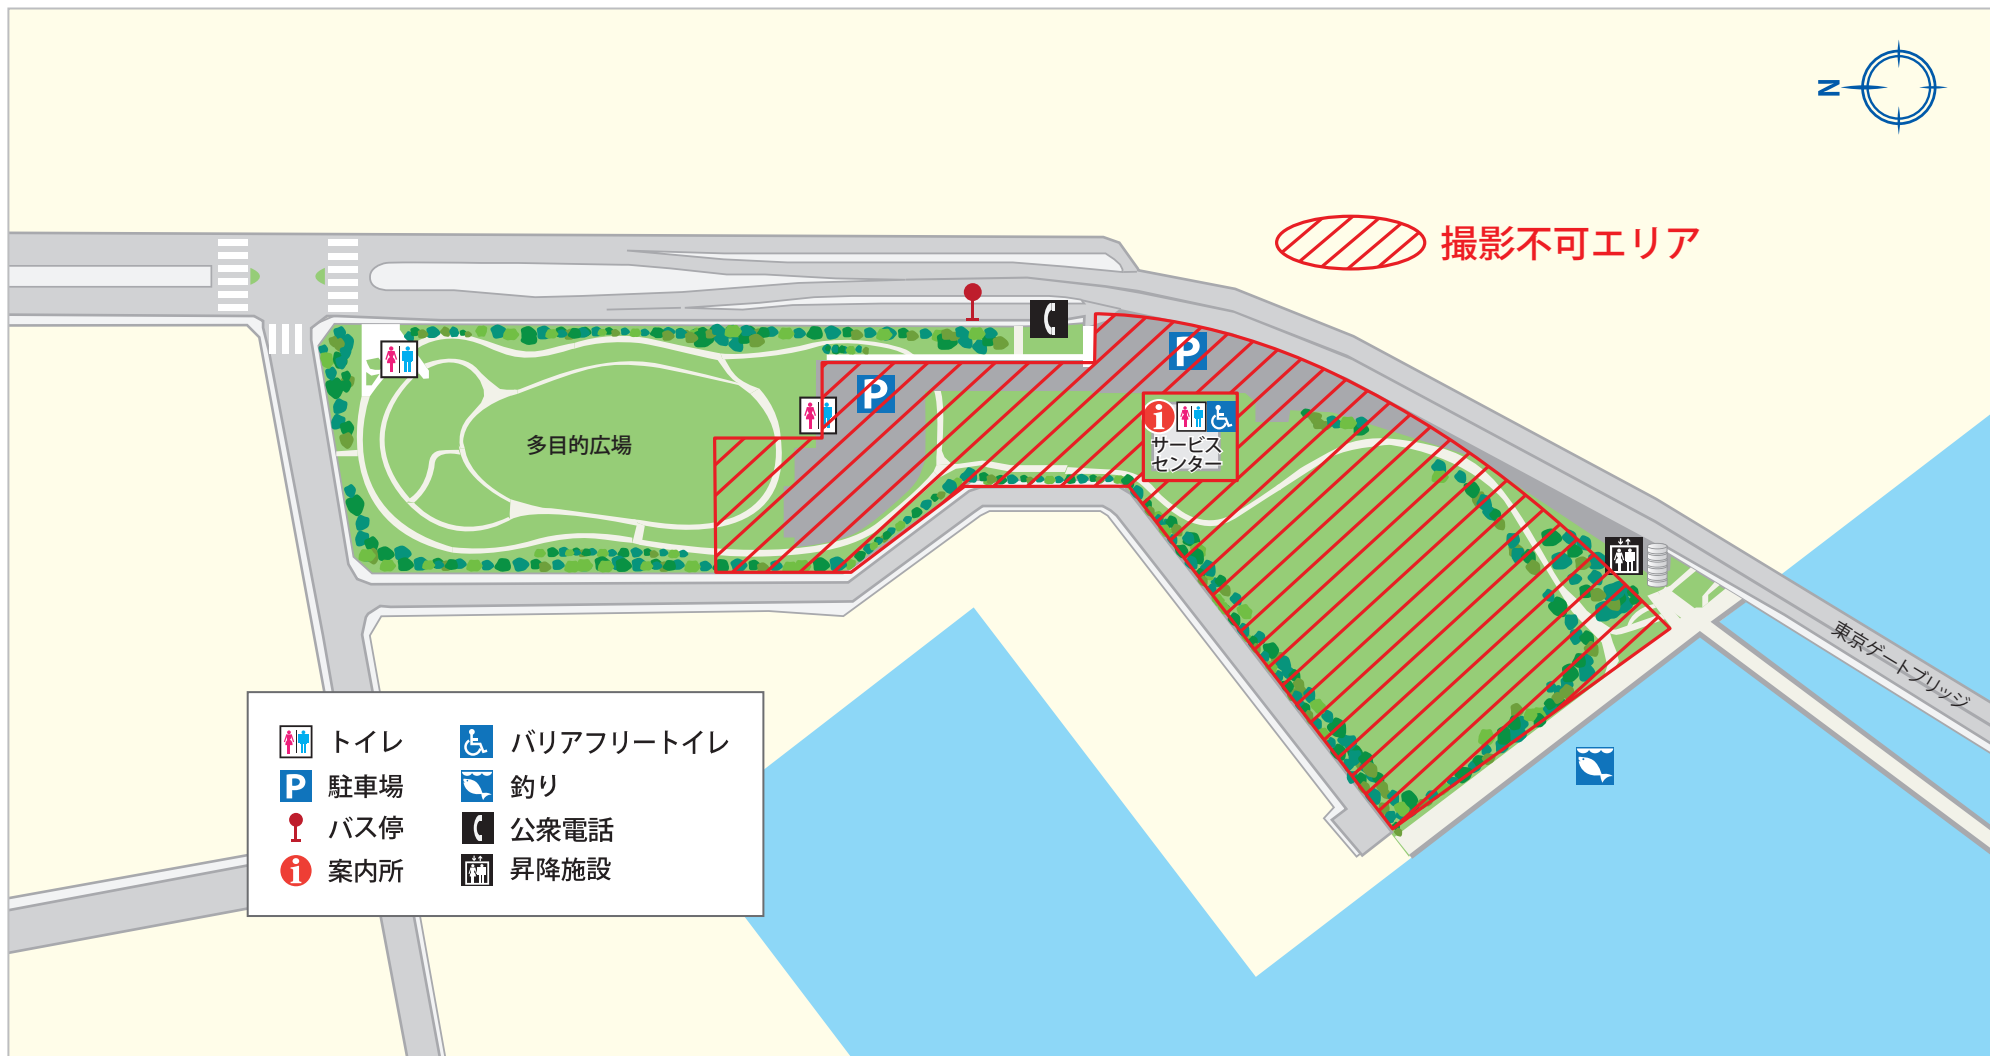 N
撮影不可エリア
P
P
i
サービス
センター
多目的広場
東京ゲートブリッジ
トイレ
バリアフリートイレ
P
駐車場
釣り
バス停
公衆電話
i
案内所
昇降施設